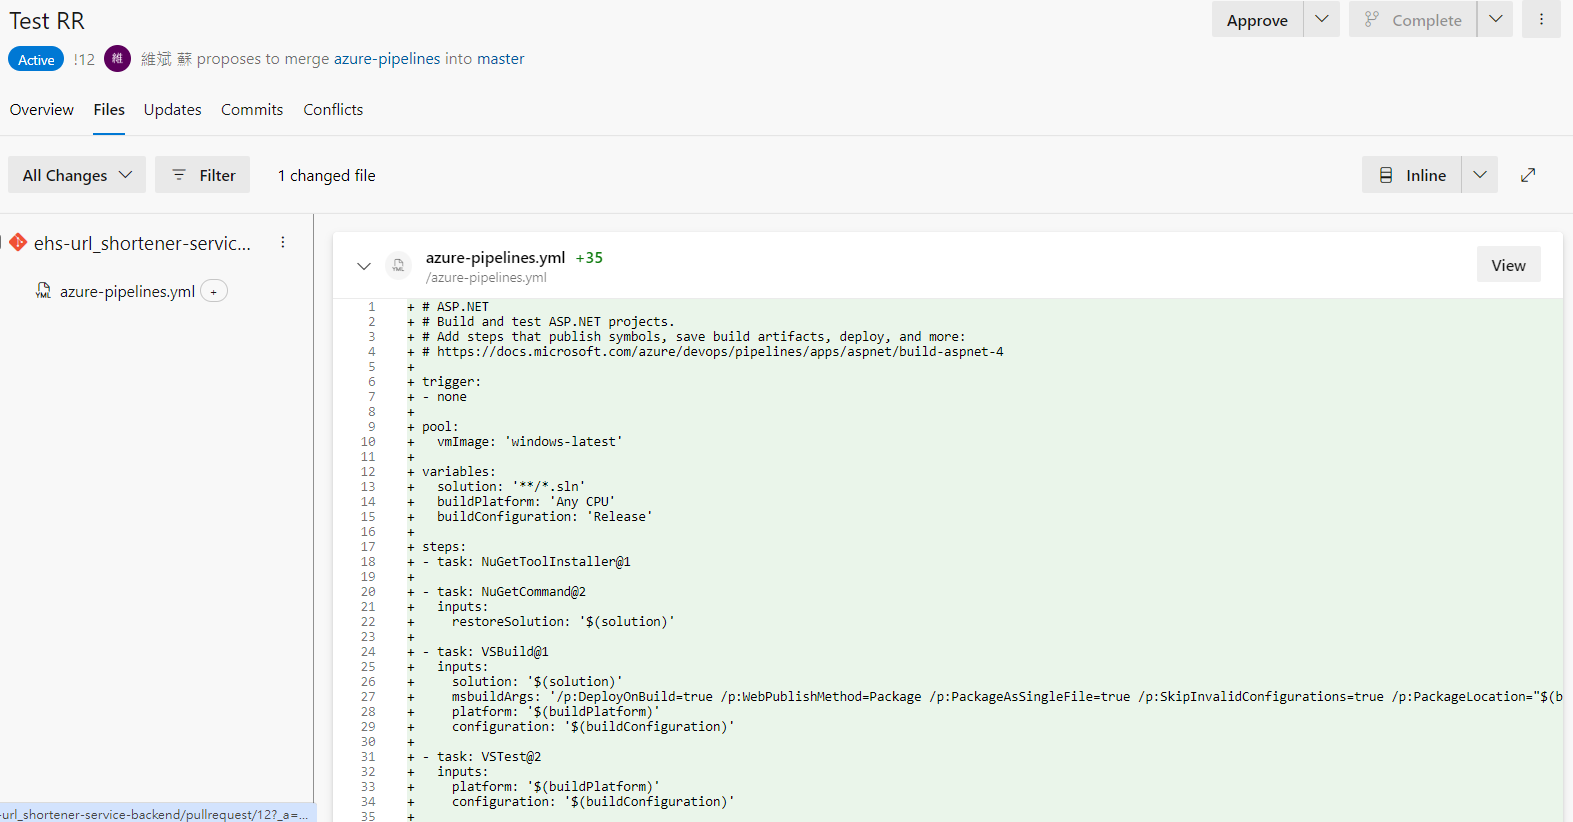 Test RR
Approve
Complete
Active !12 維 維斌 蘇 proposes to merge azure-pipelines into master
Overview Files Updates Commits Conflicts
All Changes Filter 1 changed file
Inline
ehs-url_shortener-servic...
azure-pipelines.yml +
azure-pipelines.yml +35
/azure-pipelines.yml
View
1 + # ASP.NET
2 + # Build and test ASP.NET projects.
3 + # Add steps that publish symbols, save build artifacts, deploy, and more:
4 + # https://docs.microsoft.com/azure/devops/pipelines/apps/aspnet/build-aspnet-4
5 +
6 + trigger:
7 + - none
8 +
9 + pool:
10 +   vmImage: 'windows-latest'
11 +
12 + variables:
13 +   solution: '**/*.sln'
14 +   buildPlatform: 'Any CPU'
15 +   buildConfiguration: 'Release'
16 +
17 + steps:
18 + - task: NuGetToolInstaller@1
19 +
20 + - task: NuGetCommand@2
21 +   inputs:
22 +     restoreSolution: '$(solution)'
23 +
24 + - task: VSBuild@1
25 +   inputs:
26 +     solution: '$(solution)'
27 +     msbuildArgs: '/p:DeployOnBuild=true /p:WebPublishMethod=Package /p:PackageAsSingleFile=true /p:SkipInvalidConfigurations=true /p:PackageLocation="$(b
28 +     platform: '$(buildPlatform)'
29 +     configuration: '$(buildConfiguration)'
30 +
31 + - task: VSTest@2
32 +   inputs:
33 +     platform: '$(buildPlatform)'
34 +     configuration: '$(buildConfiguration)'
35 +
-url_shortener-service-backend/pullrequest/12?_a=...